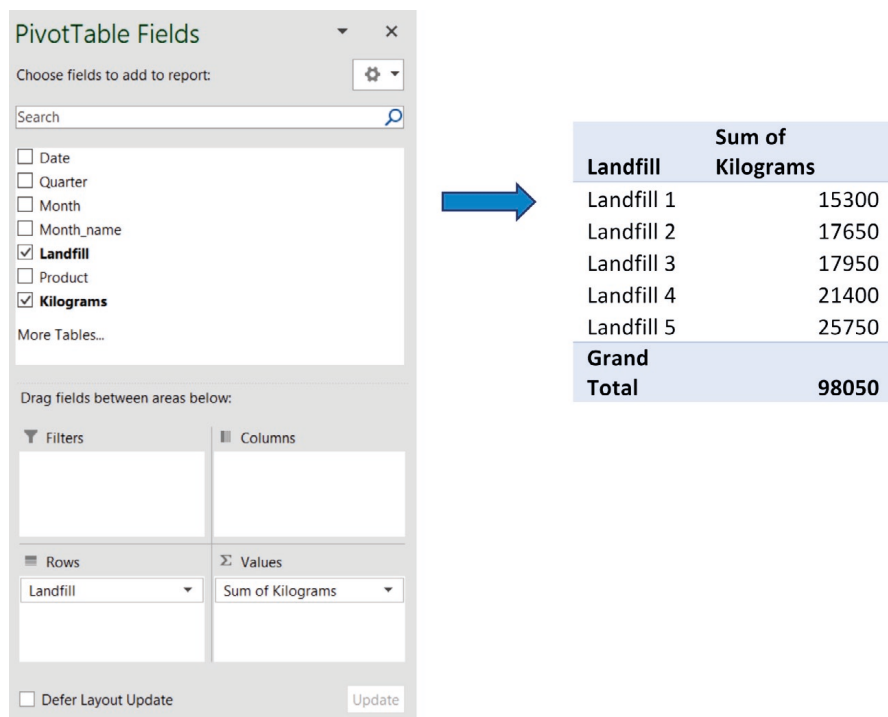 PivotTable Fields
Choose fields to add to report:
Search
Date
Quarter
Month
Month_name
Landfill
Product
Kilograms
More Tables...
Drag fields between areas below:
Filters
Columns
Rows
Σ Values
Landfill
Sum of Kilograms
Defer Layout Update
Update
Sum of
Landfill Kilograms
Landfill 1 15300
Landfill 2 17650
Landfill 3 17950
Landfill 4 21400
Landfill 5 25750
Grand
Total 98050